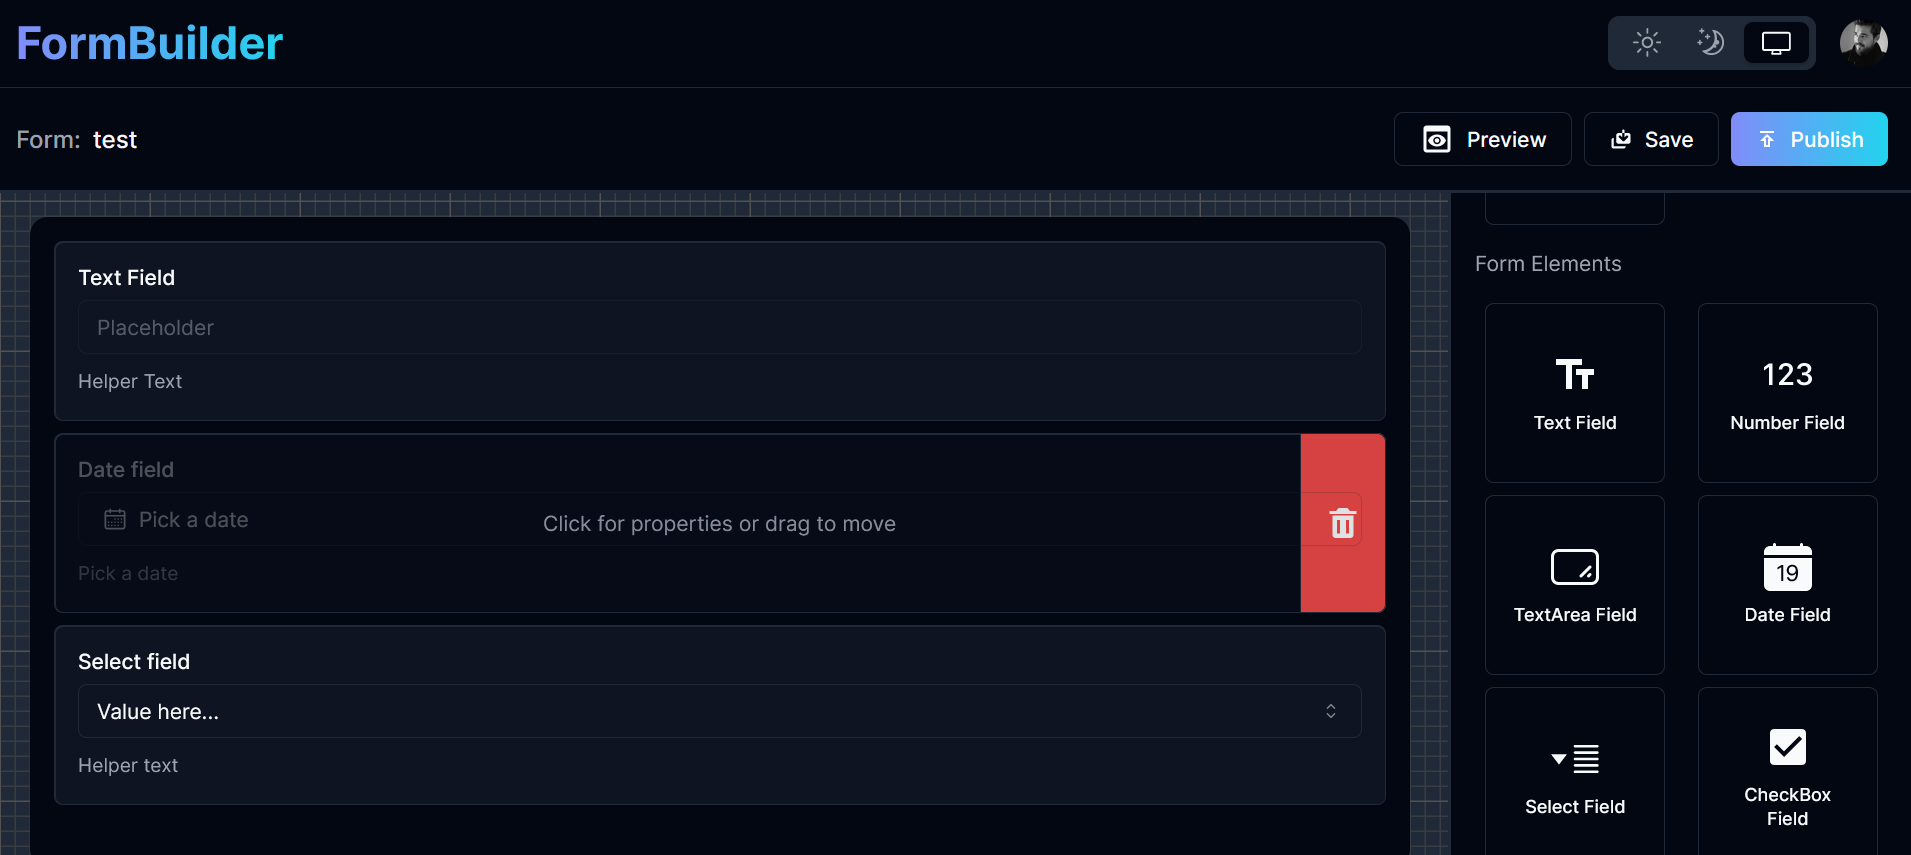 FormBuilder
Form: test
Preview
Save
Publish
Text Field
Placeholder
Helper Text
Date field
Pick a date
Click for properties or drag to move
Pick a date
Select field
Value here...
Helper text
Form Elements
Text Field
123
Number Field
TextArea Field
19
Date Field
Select Field
CheckBox
Field